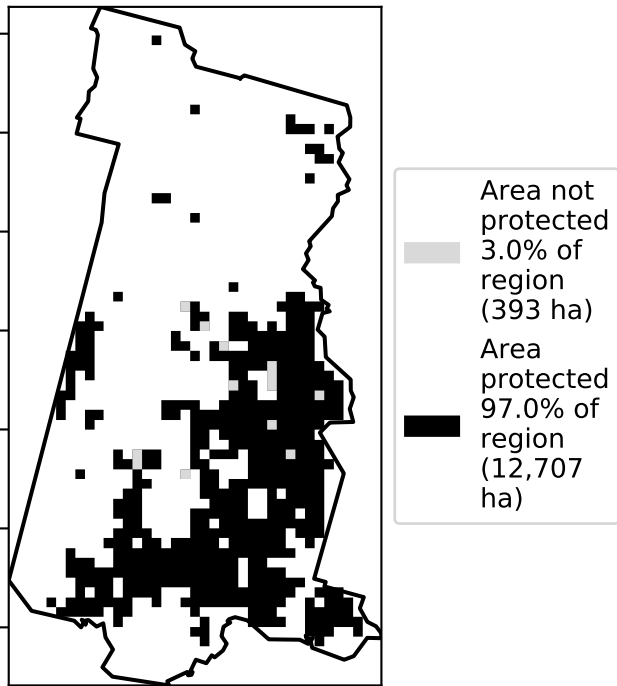 Area not
protected
3.0% of
region
(393 ha)
Area
protected
97.0% of
region
(12,707
ha)